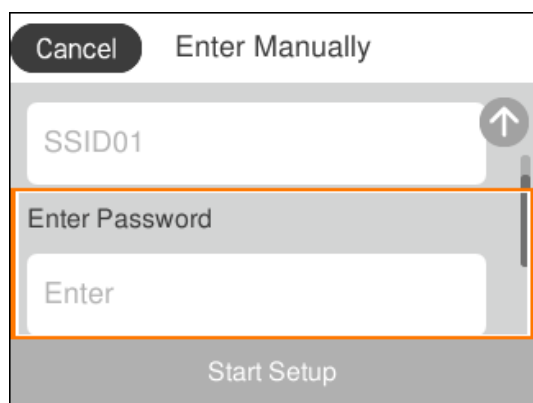 Cancel Enter Manually
SSID01
Enter Password
Enter
Start Setup